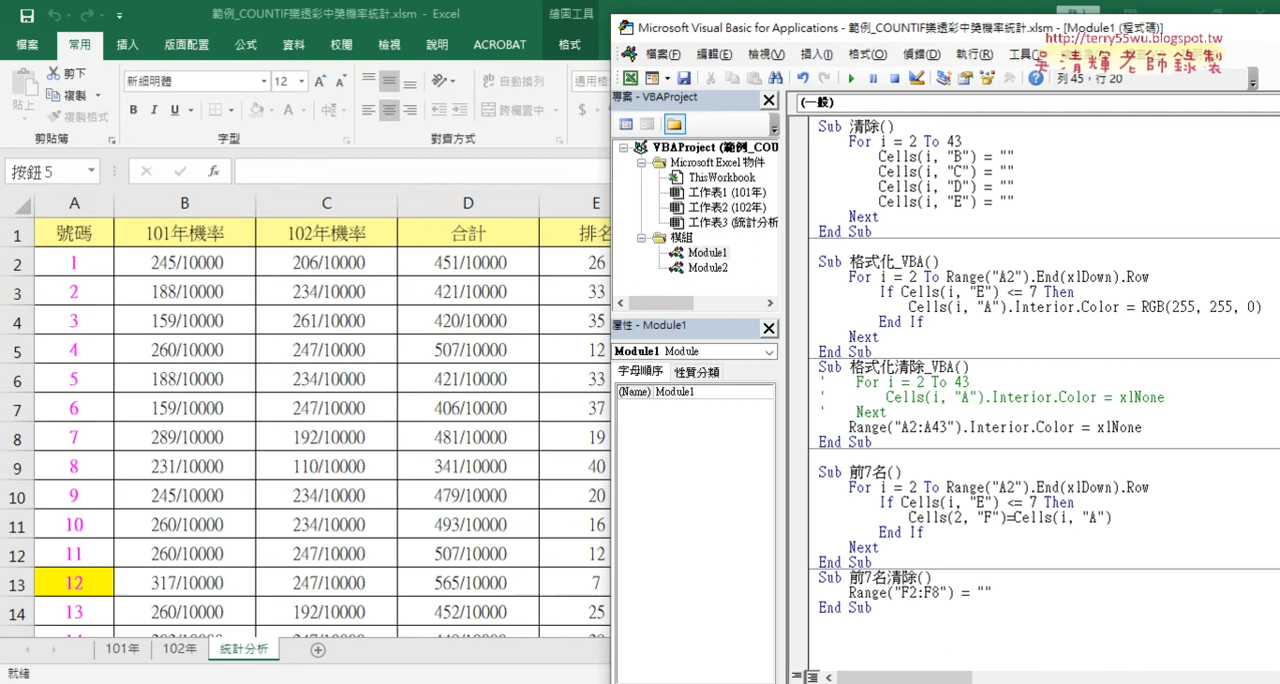 範例_COUNTIF樂透彩中獎機率統計.xlsm - Excel
繪圖工具
檔案 常用 插入 版面配置 公式 資料 校閱 檢視 說明 ACROBAT 格式
貼上 剪下 複製 複製格式 剪貼簿
新細明體 12
B I U
字型
自動換列
跨欄置中
對齊方式
通用格
按鈕 5
fx
A B C D E
1 號碼 101年機率 102年機率 合計 排名
2 1 245/10000 206/10000 451/10000 26
3 2 188/10000 234/10000 421/10000 33
4 3 159/10000 261/10000 420/10000 35
5 4 260/10000 247/10000 507/10000 12
6 5 188/10000 234/10000 421/10000 33
7 6 159/10000 247/10000 406/10000 37
8 7 289/10000 192/10000 481/10000 19
9 8 231/10000 110/10000 341/10000 40
10 9 245/10000 234/10000 479/10000 20
11 10 260/10000 234/10000 493/10000 16
12 11 260/10000 247/10000 507/10000 12
13 12 317/10000 247/10000 565/10000 7
14 13 260/10000 192/10000 452/10000 25
101年 102年 統計分析
就緒
Microsoft Visual Basic for Applications - 範例_COUNTIF樂透彩中獎機率統計.xlsm - [Module1 (程式碼)]
http://terry55wu.blogspot.tw
吳清輝老師錄製
檔案(F) 編輯(E) 檢視(V) 插入(I) 格式(O) 偵錯(D) 執行(R) 工具(
列 45，行 20
專案 - VBAProject
VBAProject (範例_COU
Microsoft Excel 物件
ThisWorkbook
工作表1 (101年)
工作表2 (102年)
工作表3 (統計分析
模組
Module1
Module2
屬性 - Module1
Module1 Module
字母順序 性質分類
(Name) Module1
(一般)
Sub 清除()
For i = 2 To 43
Cells(i, "B") = ""
Cells(i, "C") = ""
Cells(i, "D") = ""
Cells(i, "E") = ""
Next
End Sub
Sub 格式化_VBA()
For i = 2 To Range("A2").End(xlDown).Row
If Cells(i, "E") <= 7 Then
Cells(i, "A").Interior.Color = RGB(255, 255, 0)
End If
Next
End Sub
Sub 格式化清除_VBA()
' For i = 2 To 43
' Cells(i, "A").Interior.Color = xlNone
' Next
Range("A2:A43").Interior.Color = xlNone
End Sub
Sub 前7名()
For i = 2 To Range("A2").End(xlDown).Row
If Cells(i, "E") <= 7 Then
Cells(2, "F")=Cells(i, "A")
End If
Next
End Sub
Sub 前7名清除()
Range("F2:F8") = ""
End Sub